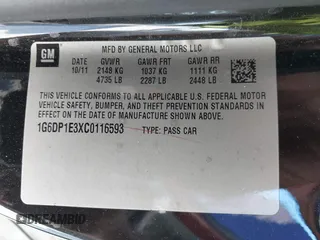 GM
MFD BY GENERAL MOTORS LLC
DATE GVWR GAWR FRT GAWR RR
10/11 2148 KG 1037 KG 1111 KG
4735 LB 2287 LB 2448 LB
THIS VEHICLE CONFORMS TO ALL APPLICABLE U.S. FEDERAL MOTOR
VEHICLE SAFETY, BUMPER, AND THEFT PREVENTION STANDARDS IN
EFFECT ON THE DATE OF MANUFACTURE SHOWN ABOVE.
1G6DP1E3XC0116593 TYPE: PASS CAR
DREAMBID